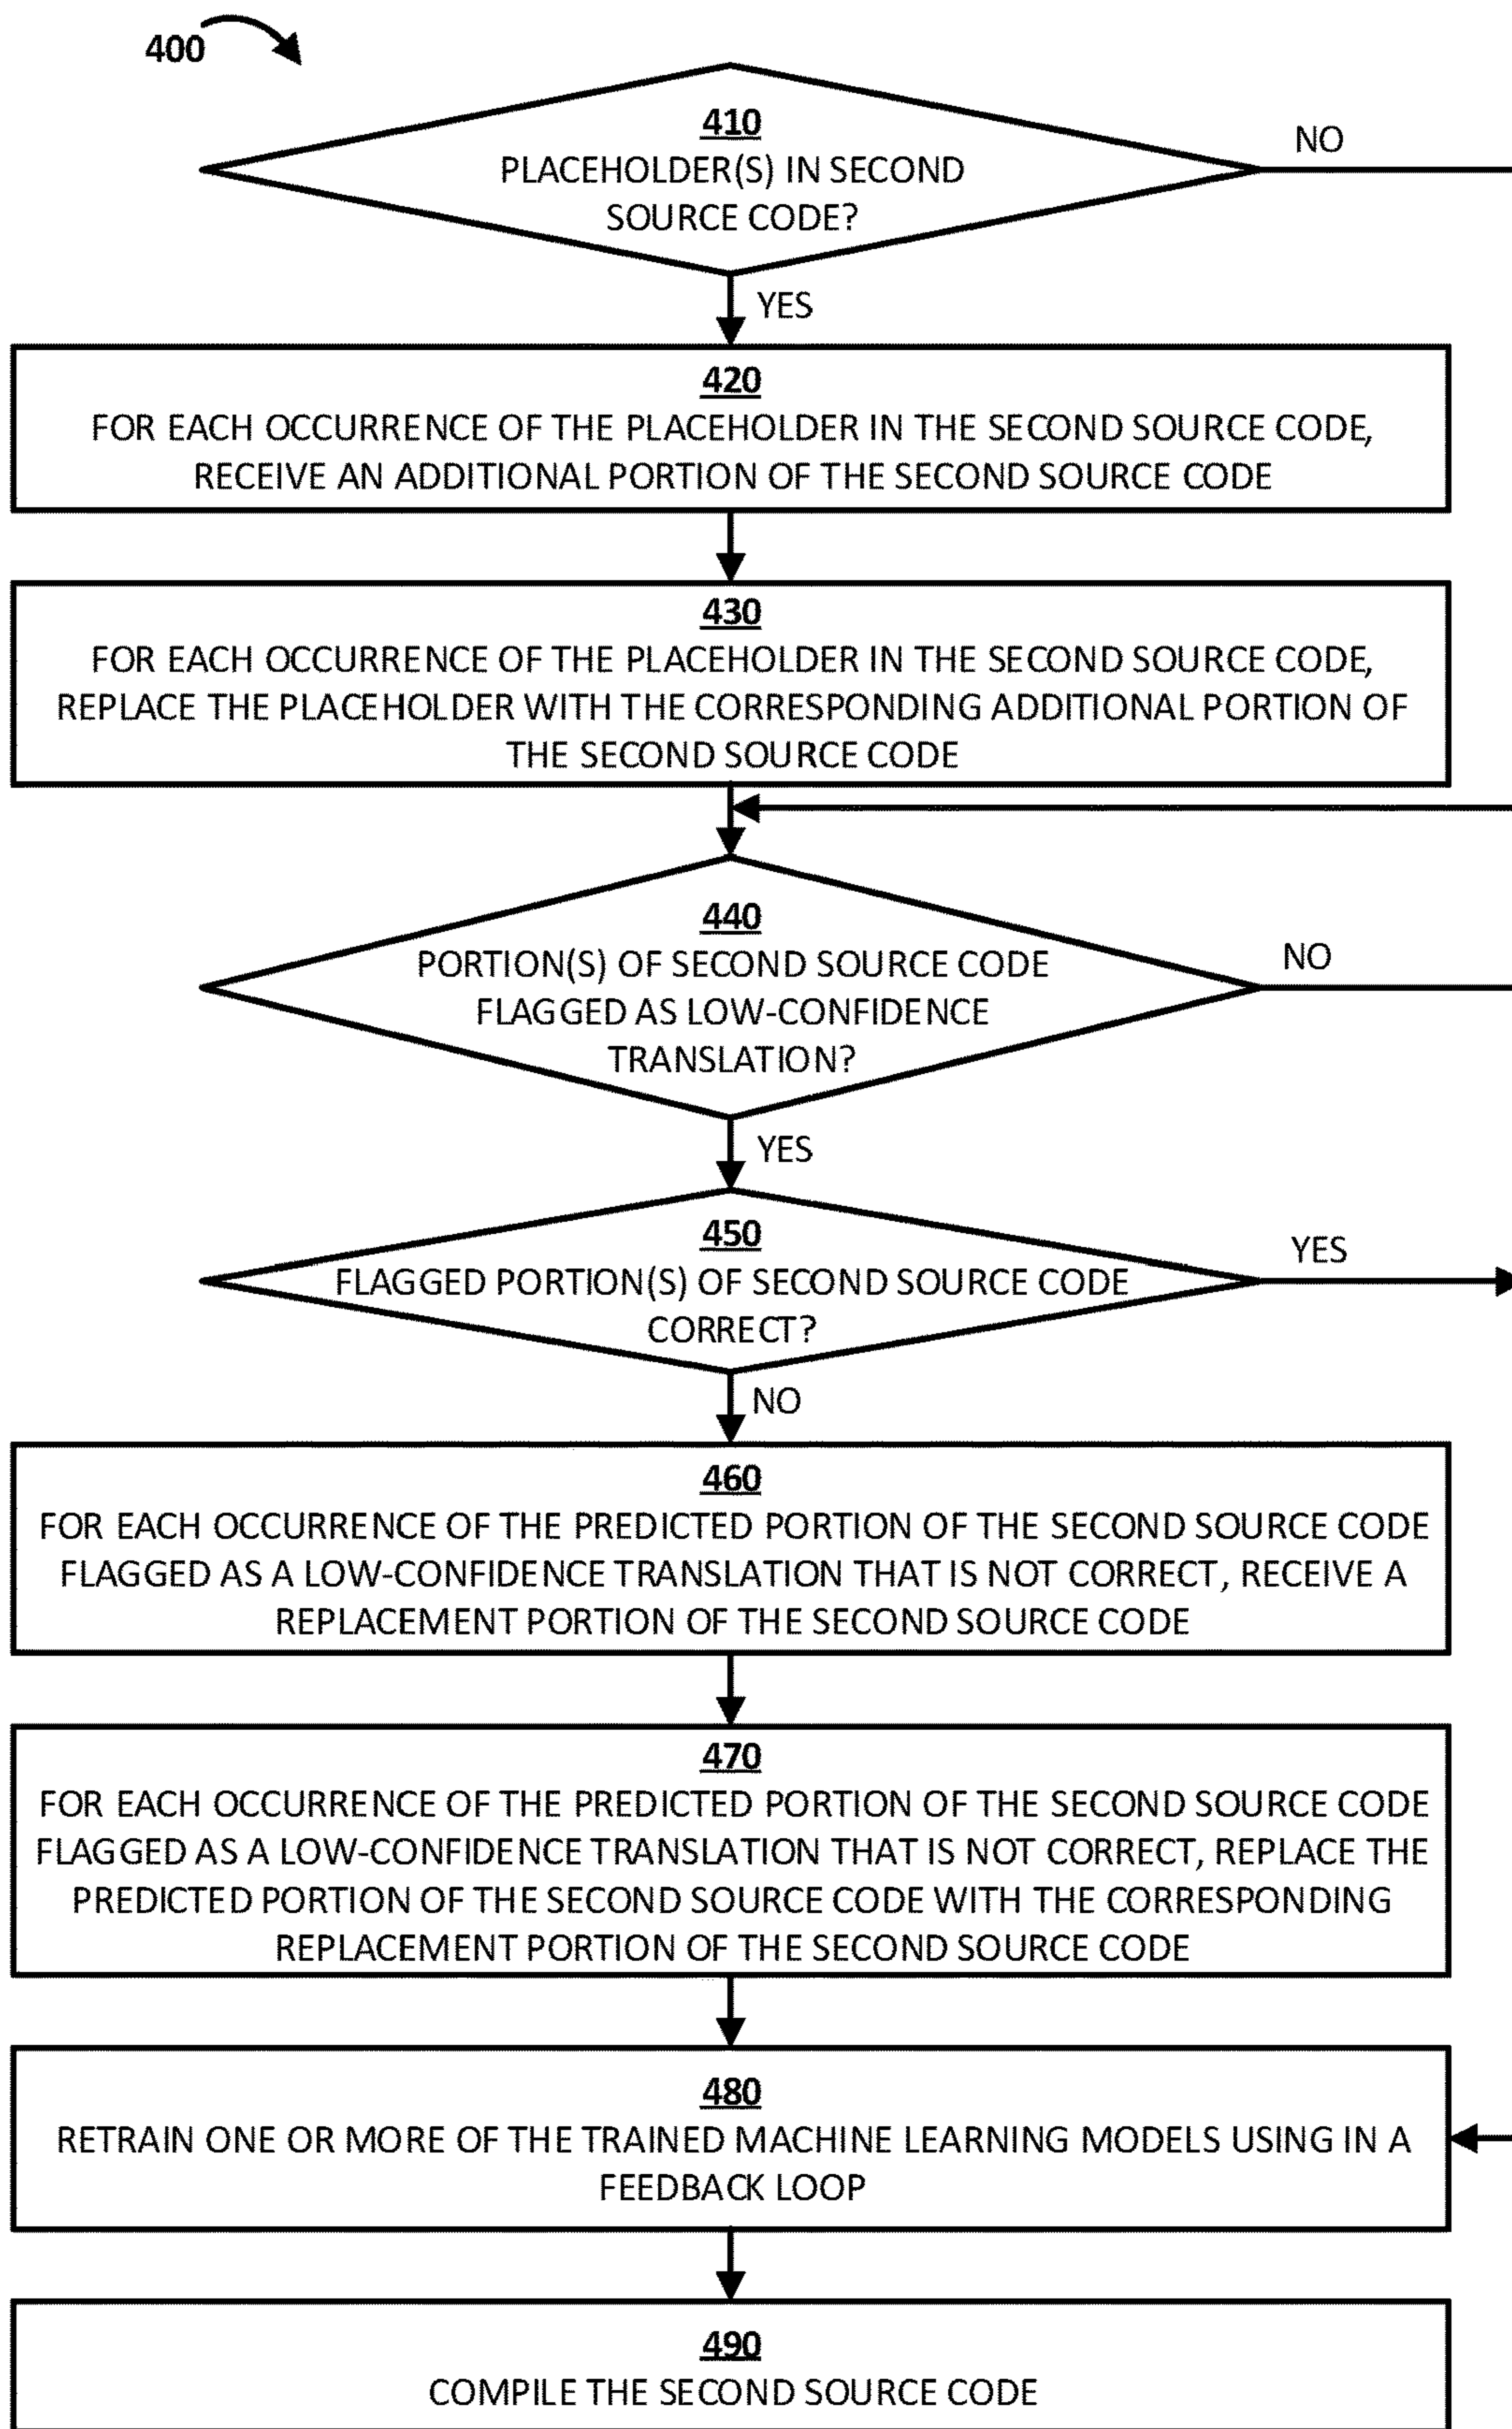 400
410
PLACEHOLDER(S) IN SECOND
SOURCE CODE?
NO
YES
420
FOR EACH OCCURRENCE OF THE PLACEHOLDER IN THE SECOND SOURCE CODE,
RECEIVE AN ADDITIONAL PORTION OF THE SECOND SOURCE CODE
430
FOR EACH OCCURRENCE OF THE PLACEHOLDER IN THE SECOND SOURCE CODE,
REPLACE THE PLACEHOLDER WITH THE CORRESPONDING ADDITIONAL PORTION OF
THE SECOND SOURCE CODE
440
PORTION(S) OF SECOND SOURCE CODE
FLAGGED AS LOW-CONFIDENCE
TRANSLATION?
NO
YES
450
FLAGGED PORTION(S) OF SECOND SOURCE CODE
CORRECT?
YES
NO
460
FOR EACH OCCURRENCE OF THE PREDICTED PORTION OF THE SECOND SOURCE CODE
FLAGGED AS A LOW-CONFIDENCE TRANSLATION THAT IS NOT CORRECT, RECEIVE A
REPLACEMENT PORTION OF THE SECOND SOURCE CODE
470
FOR EACH OCCURRENCE OF THE PREDICTED PORTION OF THE SECOND SOURCE CODE
FLAGGED AS A LOW-CONFIDENCE TRANSLATION THAT IS NOT CORRECT, REPLACE THE
PREDICTED PORTION OF THE SECOND SOURCE CODE WITH THE CORRESPONDING
REPLACEMENT PORTION OF THE SECOND SOURCE CODE
480
RETRAIN ONE OR MORE OF THE TRAINED MACHINE LEARNING MODELS USING IN A
FEEDBACK LOOP
490
COMPILE THE SECOND SOURCE CODE